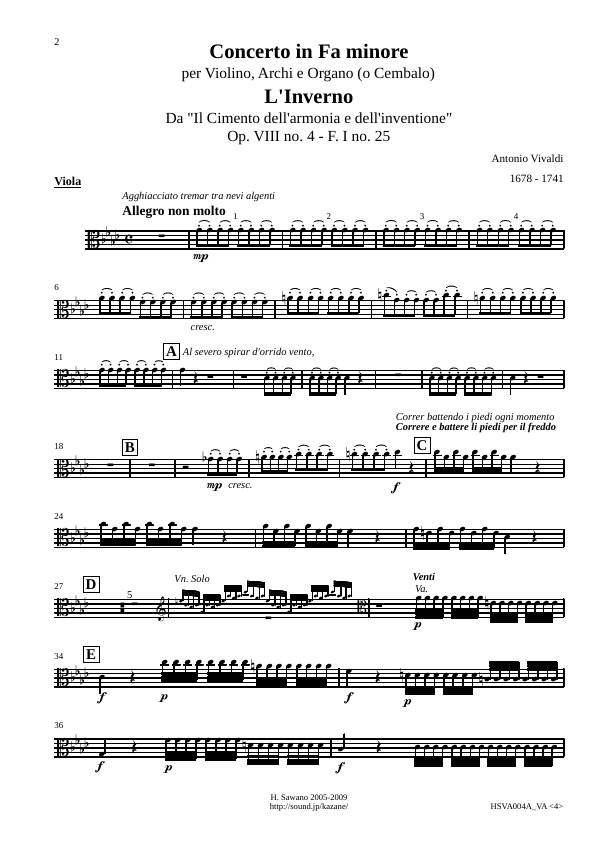 2
Concerto in Fa minore
per Violino, Archi e Organo (o Cembalo)
L'Inverno
Da "Il Cimento dell'armonia e dell'inventione"
Op. VIII no. 4 - F. I no. 25
Antonio Vivaldi
1678 - 1741
Viola
Agghiacciato tremar tra nevi algenti
Allegro non molto
1 2 3 4
mp
6
cresc.
A Al severo spirar d'orrido vento,
11
Correr battendo i piedi ogni momento
Correre e battere li piedi per il freddo
18 B C
mp cresc. f
24
27 D 5 Vn. Solo Venti
Va.
p
34 E
f p f p
36
f p f
H. Sawano 2005-2009
http://sound.jp/kazane/
HSVA004A_VA <4>